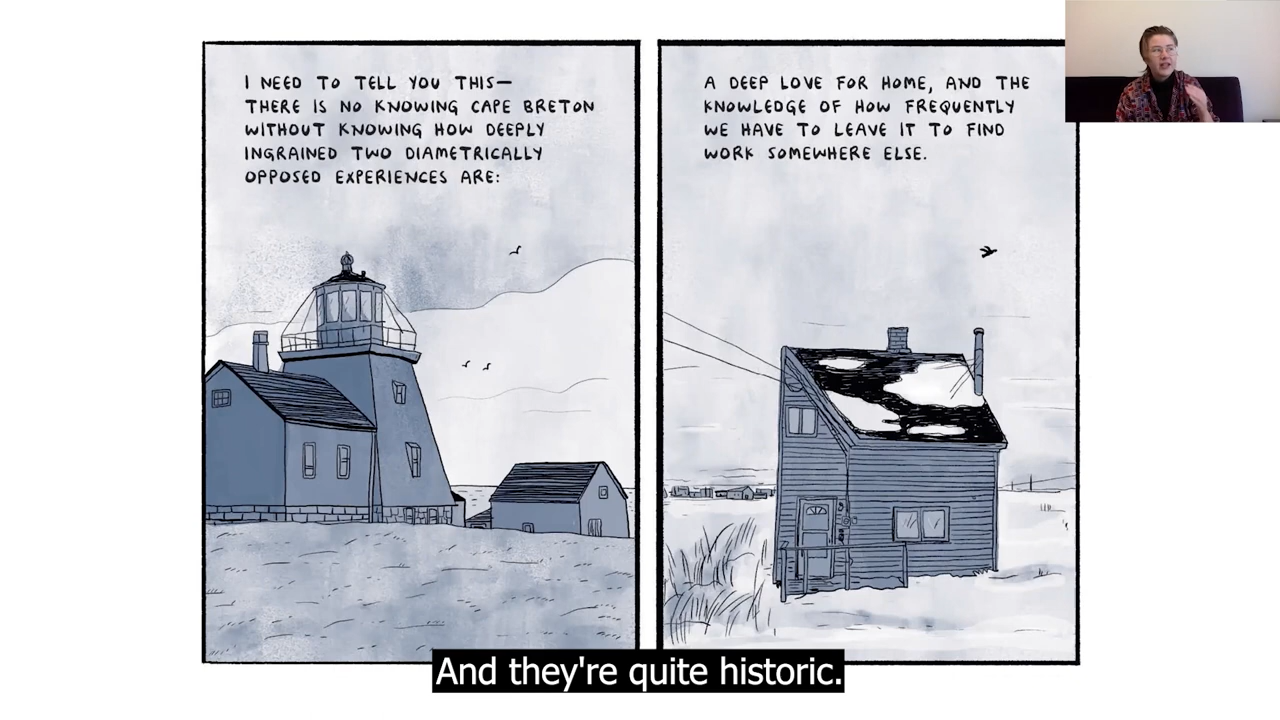 I NEED TO TELL YOU THIS—
THERE IS NO KNOWING CAPE BRETON
WITHOUT KNOWING HOW DEEPLY
INGRAINED TWO DIAMETRICALLY
OPPOSED EXPERIENCES ARE:
A DEEP LOVE FOR HOME, AND THE
KNOWLEDGE OF HOW FREQUENTLY
WE HAVE TO LEAVE IT TO FIND
WORK SOMEWHERE ELSE.
And they're quite historic.